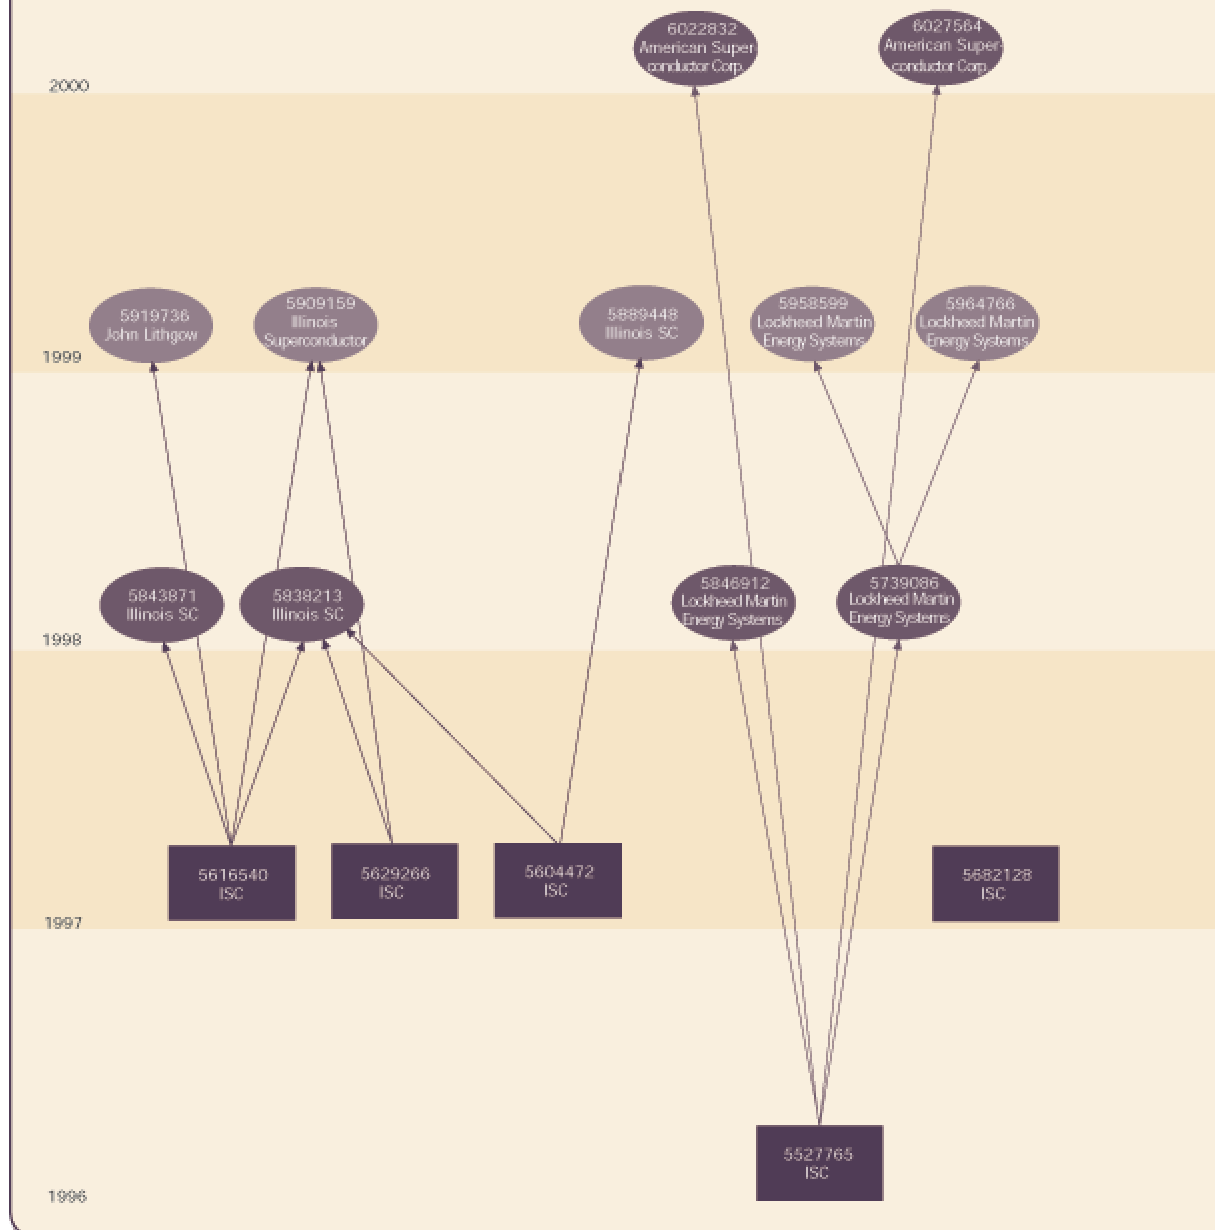 6022832
American Super-
conductor Corp.
6027564
American Super-
conductor Corp.
2000
5919736
John Lithgow
5909159
Illinois
Superconductor
5889448
Illinois SC
5958599
Lockheed Martin
Energy Systems
5964766
Lockheed Martin
Energy Systems
1999
5843871
Illinois SC
5838213
Illinois SC
5846912
Lockheed Martin
Energy Systems
5739086
Lockheed Martin
Energy Systems
1998
5616540
ISC
5629266
ISC
5604472
ISC
5682128
ISC
1997
5527765
ISC
1996